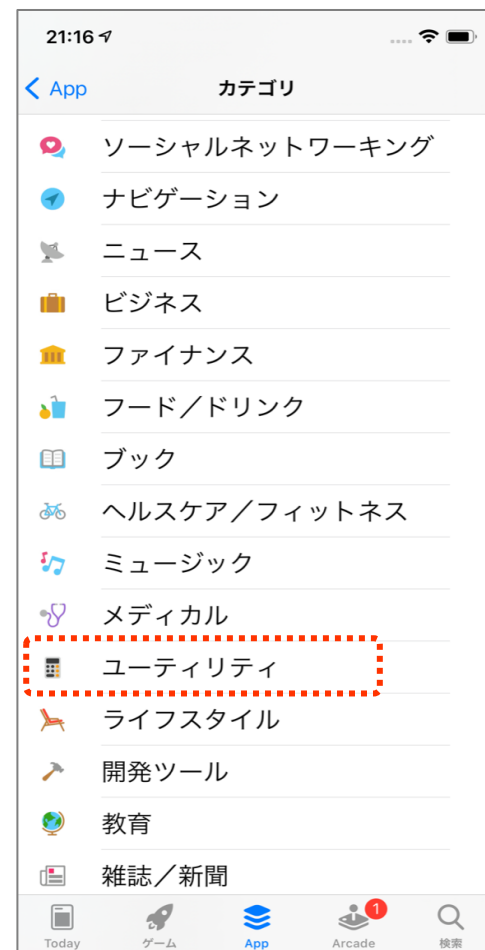 21:16
App
カテゴリ
ソーシャルネットワーキング
ナビゲーション
ニュース
ビジネス
ファイナンス
フード／ドリンク
ブック
ヘルスケア／フィットネス
ミュージック
メディカル
ユーティリティ
ライフスタイル
開発ツール
教育
雑誌／新聞
1
Today
ゲーム
App
Arcade
検索